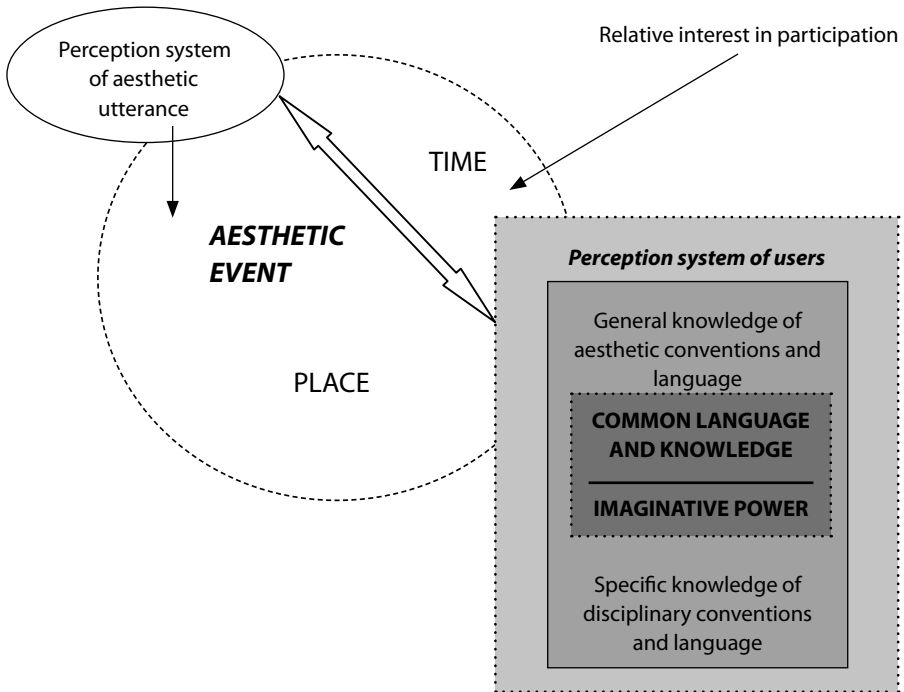 Perception system
of aesthetic
utterance
Relative interest in participation
TIME
AESTHETIC
EVENT
PLACE
Perception system of users
General knowledge of
aesthetic conventions and
language
COMMON LANGUAGE
AND KNOWLEDGE
IMAGINATIVE POWER
Specific knowledge of
disciplinary conventions
and language